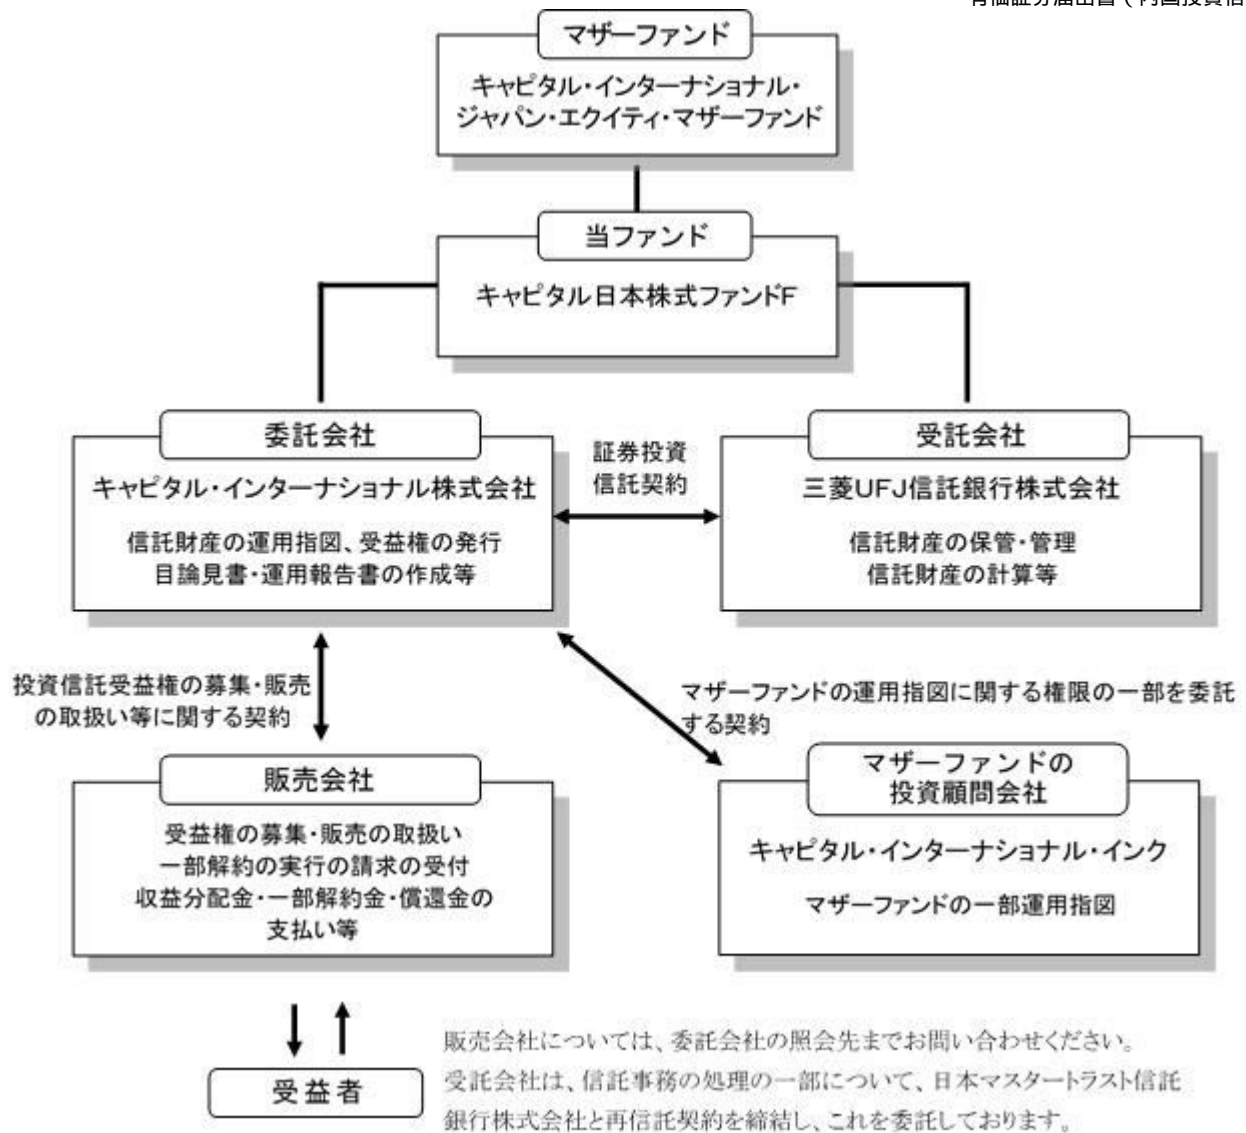 マザーファンド
キャピタル・インターナショナル・
ジャパン・エクイティ・マザーファンド
当ファンド
キャピタル日本株式ファンドF
委託会社
キャピタル・インターナショナル株式会社
信託財産の運用指図、受益権の発行
目論見書・運用報告書の作成等
証券投資
信託契約
受託会社
三菱UFJ信託銀行株式会社
信託財産の保管・管理
信託財産の計算等
投資信託受益権の募集・販売
の取扱い等に関する契約
マザーファンドの運用指図に関する権限の一部を委託
する契約
販売会社
受益権の募集・販売の取扱い
一部解約の実行の請求の受付
収益分配金・一部解約金・償還金の
支払い等
マザーファンドの
投資顧問会社
キャピタル・インターナショナル・インク
マザーファンドの一部運用指図
受益者
販売会社については、委託会社の照会先までお問い合わせください。
受託会社は、信託事務の処理の一部について、日本マスタートラスト信託
銀行株式会社と再信託契約を締結し、これを委託しております。